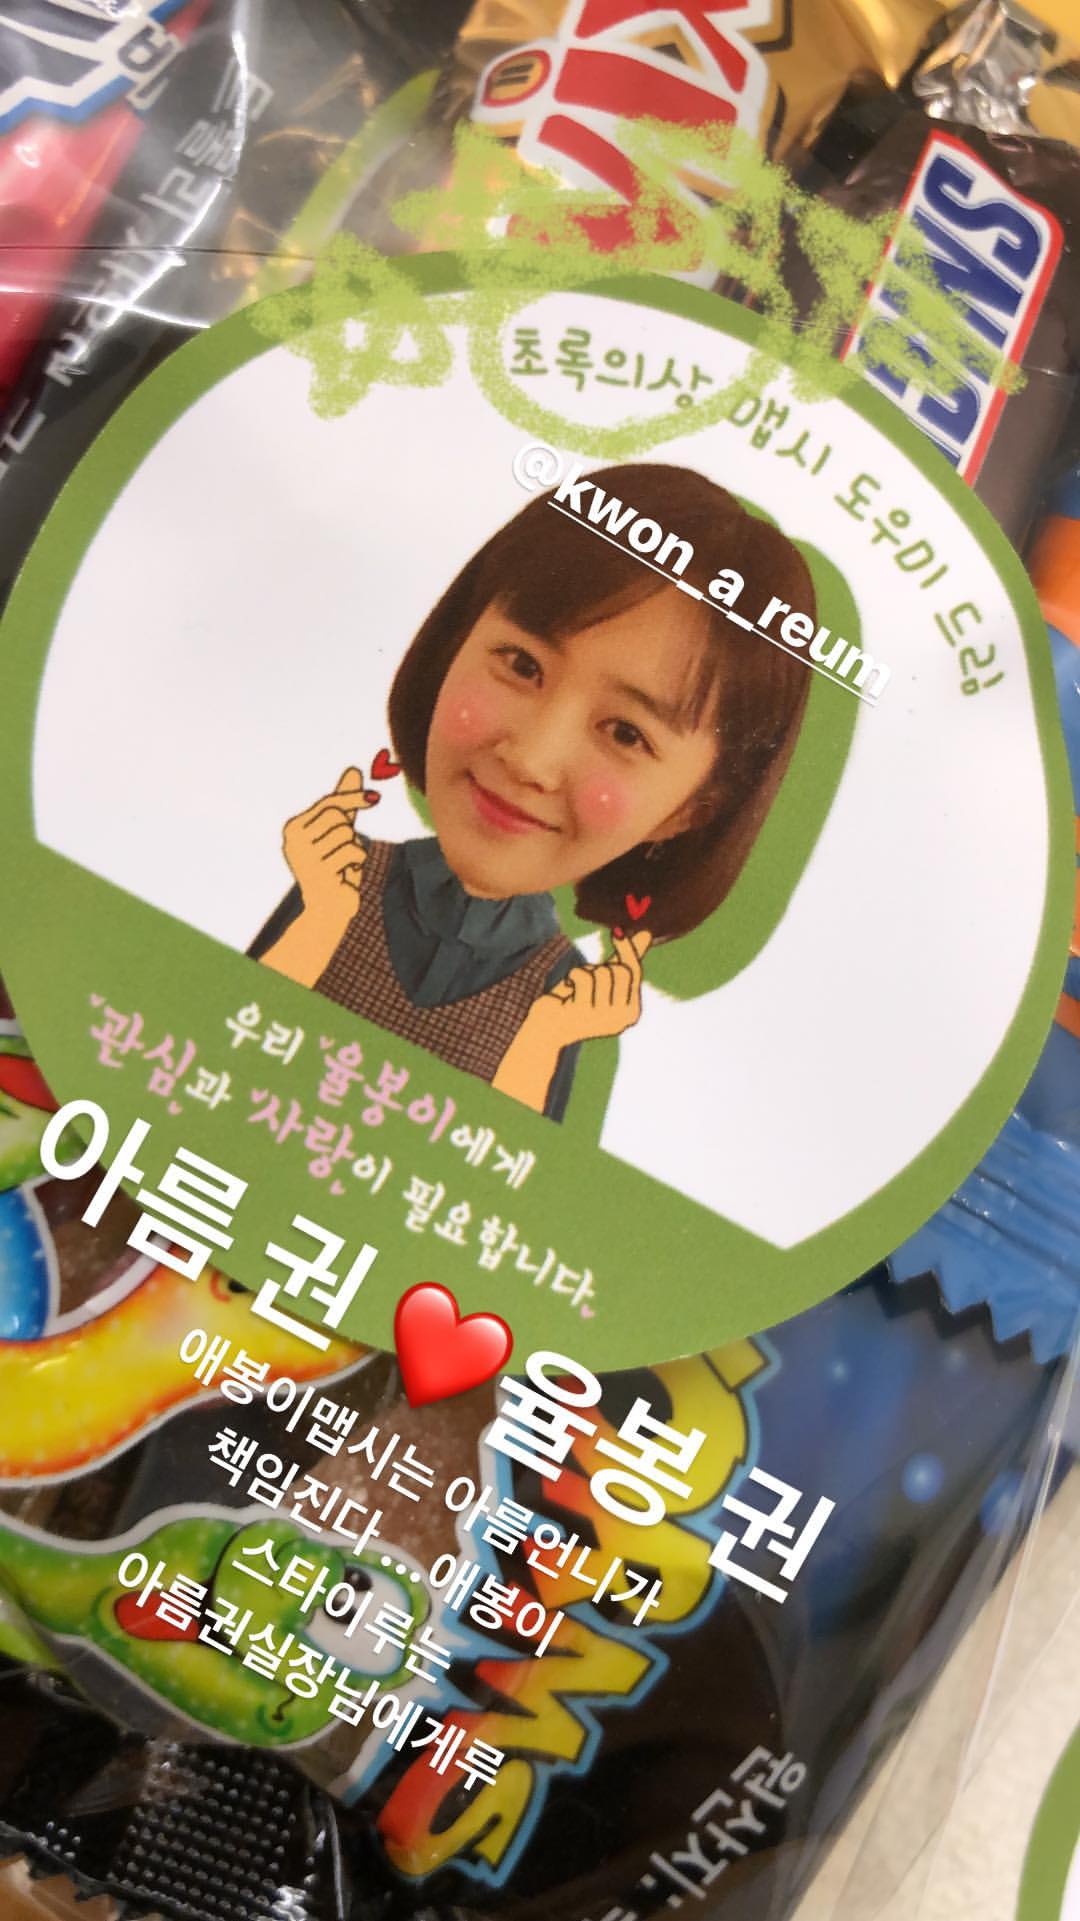 초록의상 맵시 도우미 드림
@kwon_a_reum
우리 율봉이에게
관심과 사랑이 필요합니다.
아름 권 ❤️ 율봉 권
애봉이맵시는 아름언니가
책임진다...애봉이
스타이루는
아름권실장님에게루
원산지: